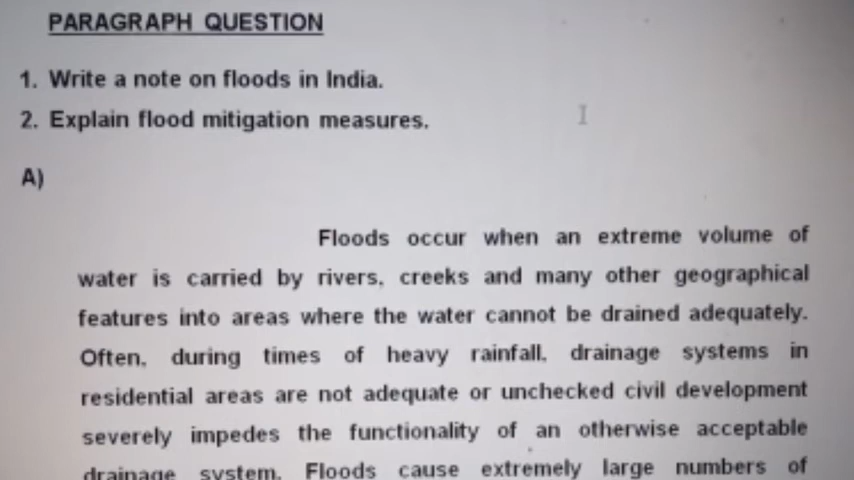 PARAGRAPH QUESTION
1. Write a note on floods in India.
2. Explain flood mitigation measures.
A)
Floods occur when an extreme volume of
water is carried by rivers, creeks and many other geographical
features into areas where the water cannot be drained adequately.
Often, during times of heavy rainfall, drainage systems in
residential areas are not adequate or unchecked civil development
severely impedes the functionality of an otherwise acceptable
drainage system. Floods cause extremely large numbers of